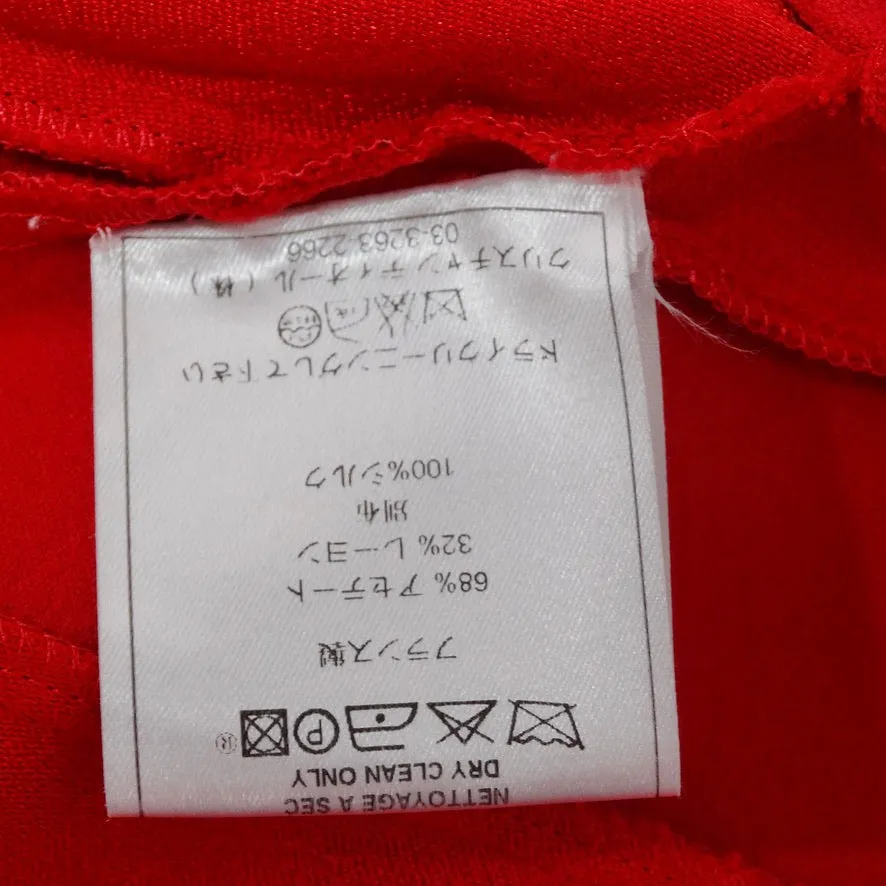 NETTOYAGE A SEC
DRY CLEAN ONLY
P
®
フランス製
68% アセテート
32% レーヨン
別布
100%シルク
ドライクリーニングして下さい
クリスチャン ディオール（株）
03-3263-2266